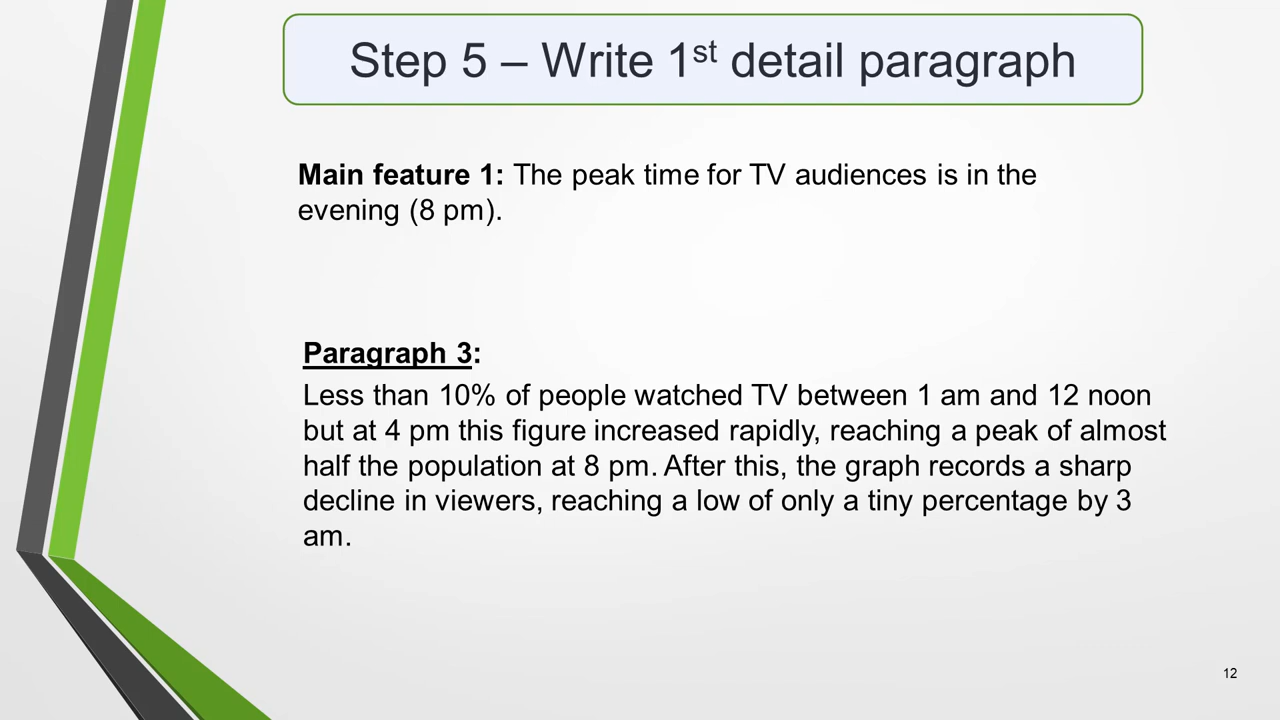 Step 5 – Write 1st detail paragraph
Main feature 1: The peak time for TV audiences is in the
evening (8 pm).
Paragraph 3:
Less than 10% of people watched TV between 1 am and 12 noon
but at 4 pm this figure increased rapidly, reaching a peak of almost
half the population at 8 pm. After this, the graph records a sharp
decline in viewers, reaching a low of only a tiny percentage by 3
am.
12